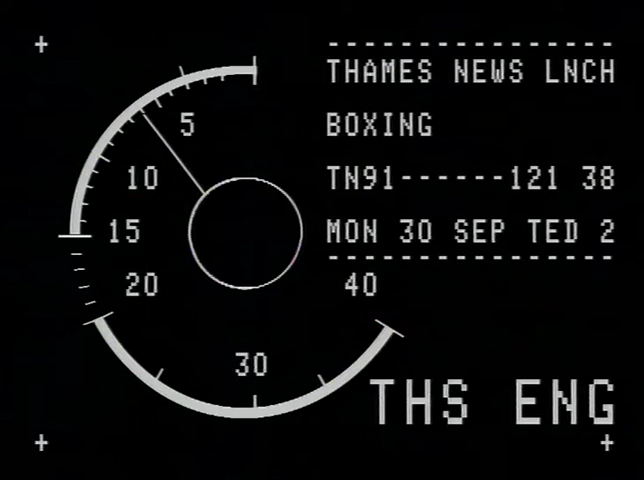 -----------------
THAMES NEWS LNCH
BOXING
TN91------121 38
MON 30 SEP TED 2
-----------------
5
10
15
20
30
40
THS ENG